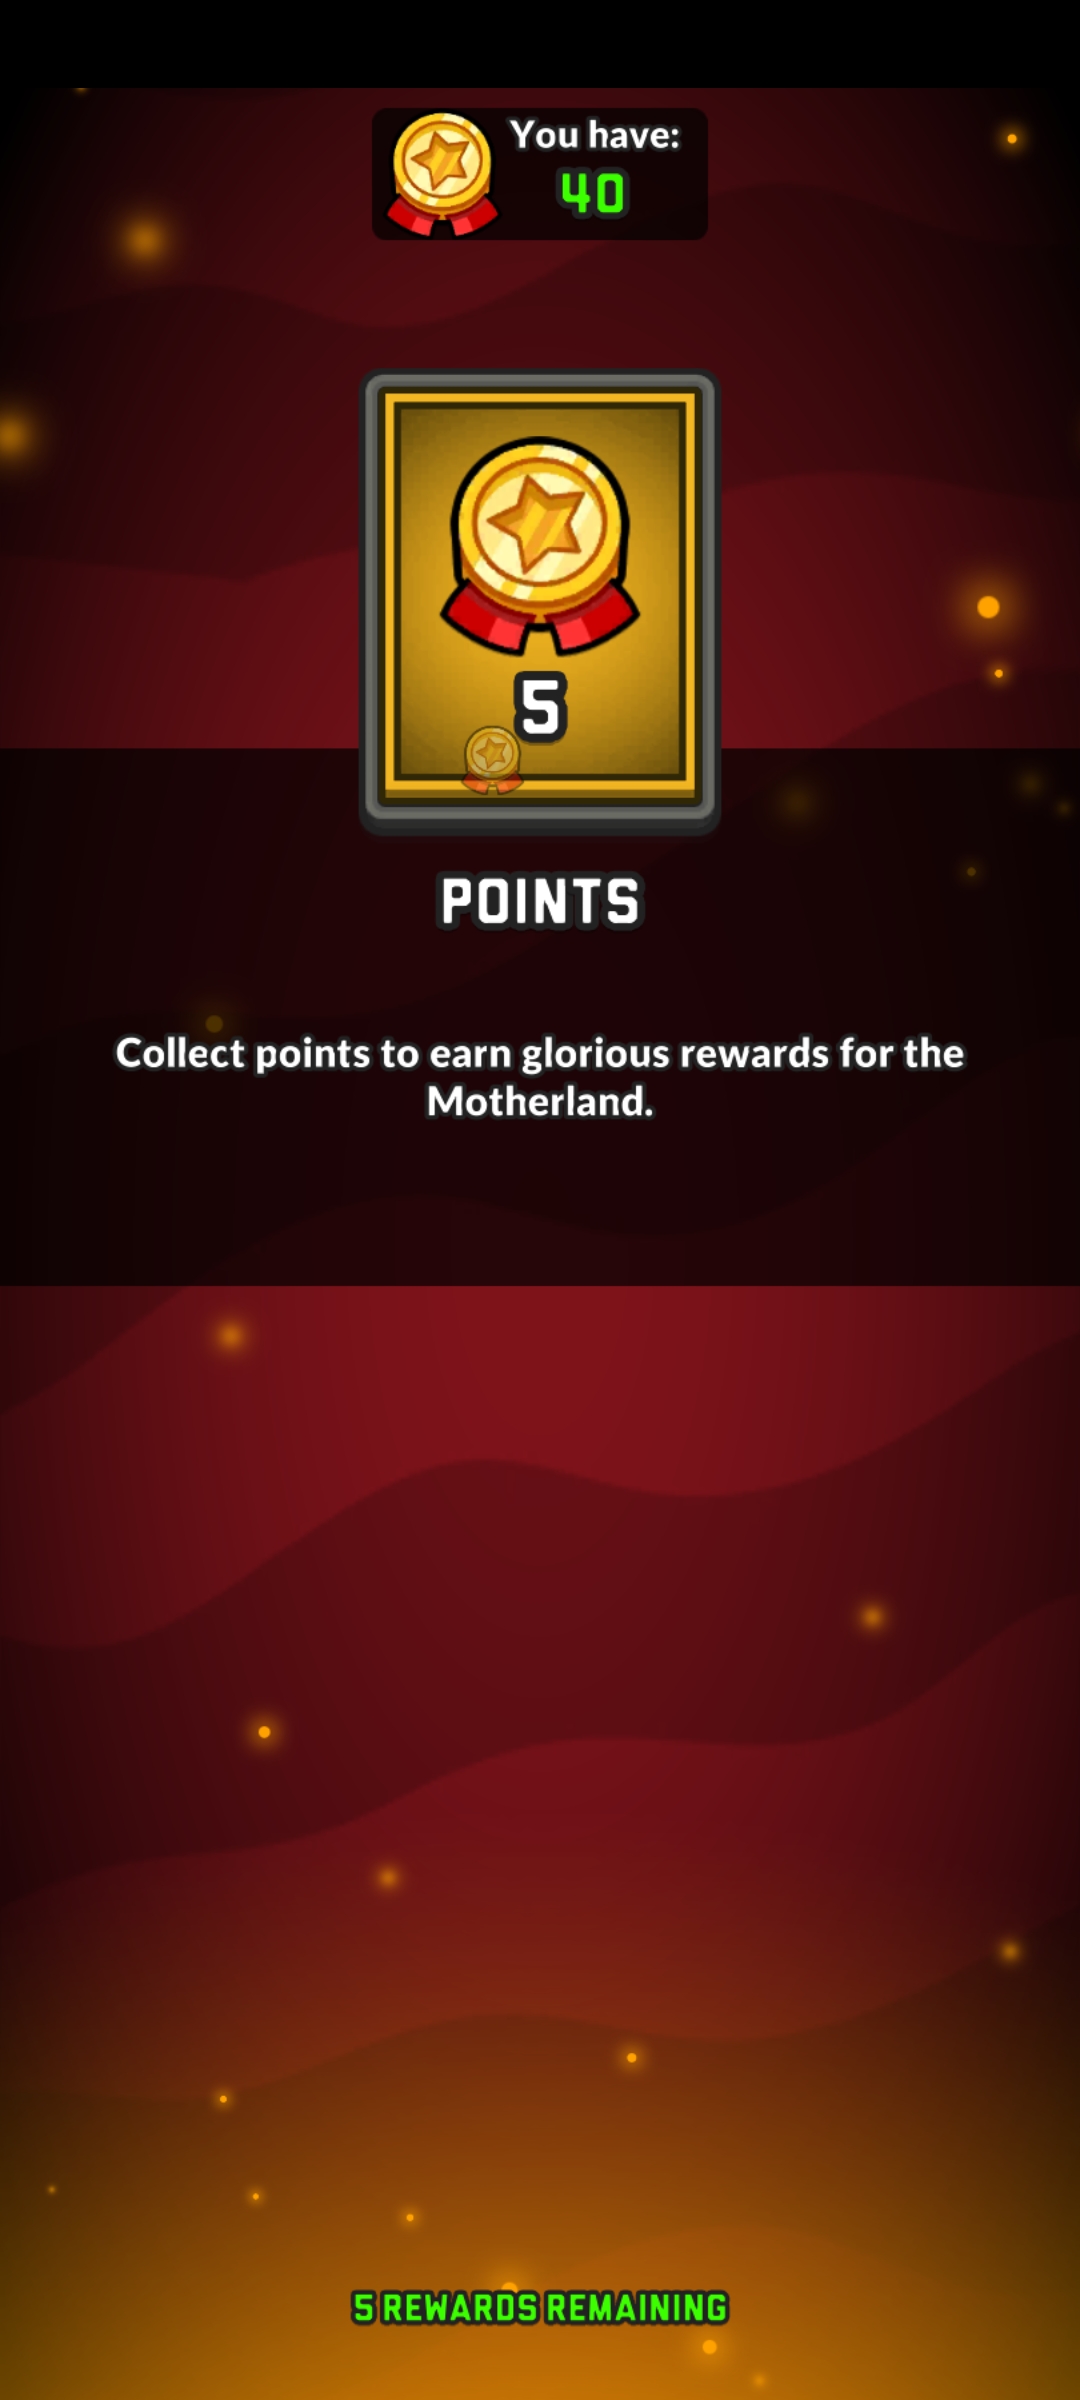 You have:
40
5
POINTS
Collect points to earn glorious rewards for the
Motherland.
5 REWARDS REMAINING